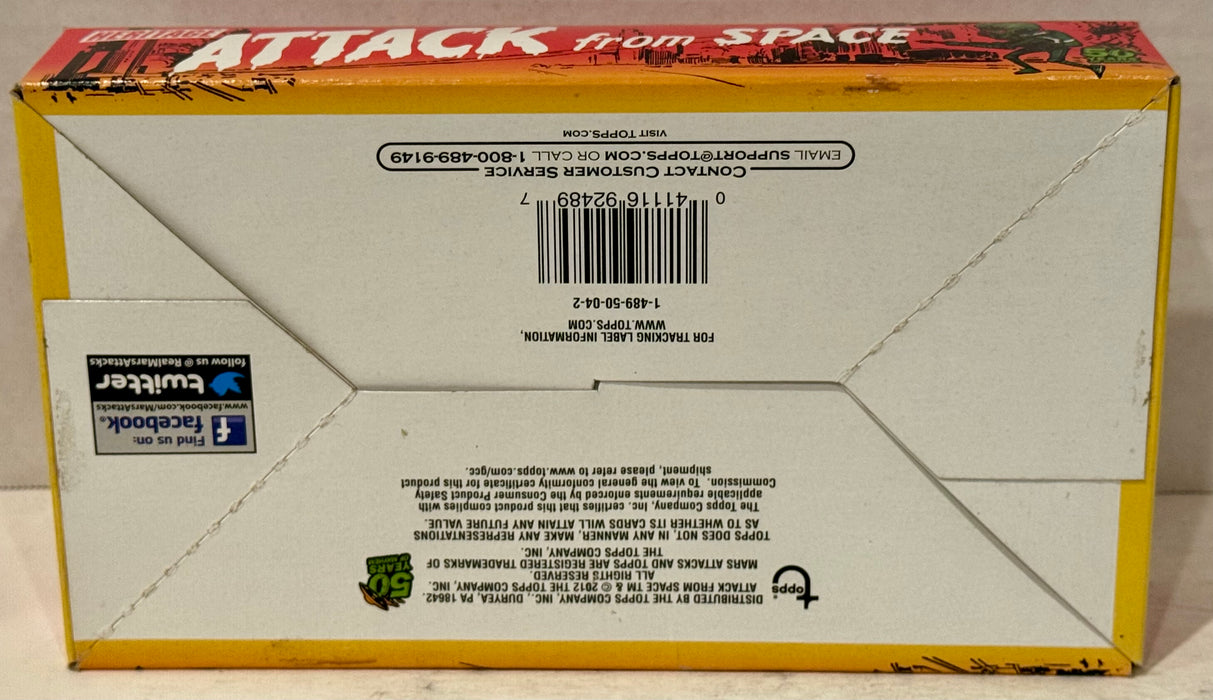 HERITAGE
ATTACK from SPACE
50
YEARS
VISIT TOPPS.COM
EMAIL SUPPORT@TOPPS.COM OR CALL 1-800-489-9149
CONTACT CUSTOMER SERVICE
0 41116 92489 7
1-489-50-04-2
FOR TRACKING LABEL INFORMATION,
WWW.TOPPS.COM
Find us on:
facebook®
www.facebook.com/MarsAttacks
twitter
follow us @ RealMarsAttacks
topps®
DISTRIBUTED BY THE TOPPS COMPANY, INC., DURYEA, PA 18642.
ATTACK FROM SPACE TM & © 2012 THE TOPPS COMPANY, INC.
ALL RIGHTS RESERVED
MARS ATTACKS AND TOPPS ARE REGISTERED TRADEMARKS OF
THE TOPPS COMPANY, INC.
50
YEARS
TOPPS DOES NOT, IN ANY MANNER, MAKE ANY REPRESENTATIONS
AS TO WHETHER ITS CARDS WILL ATTAIN ANY FUTURE VALUE.
The Topps Company, Inc. certifies that this product complies with
applicable requirements enforced by the Consumer Product Safety
Commission. To view the general conformity certificate for this product
shipment, please refer to www.topps.com/gcc.